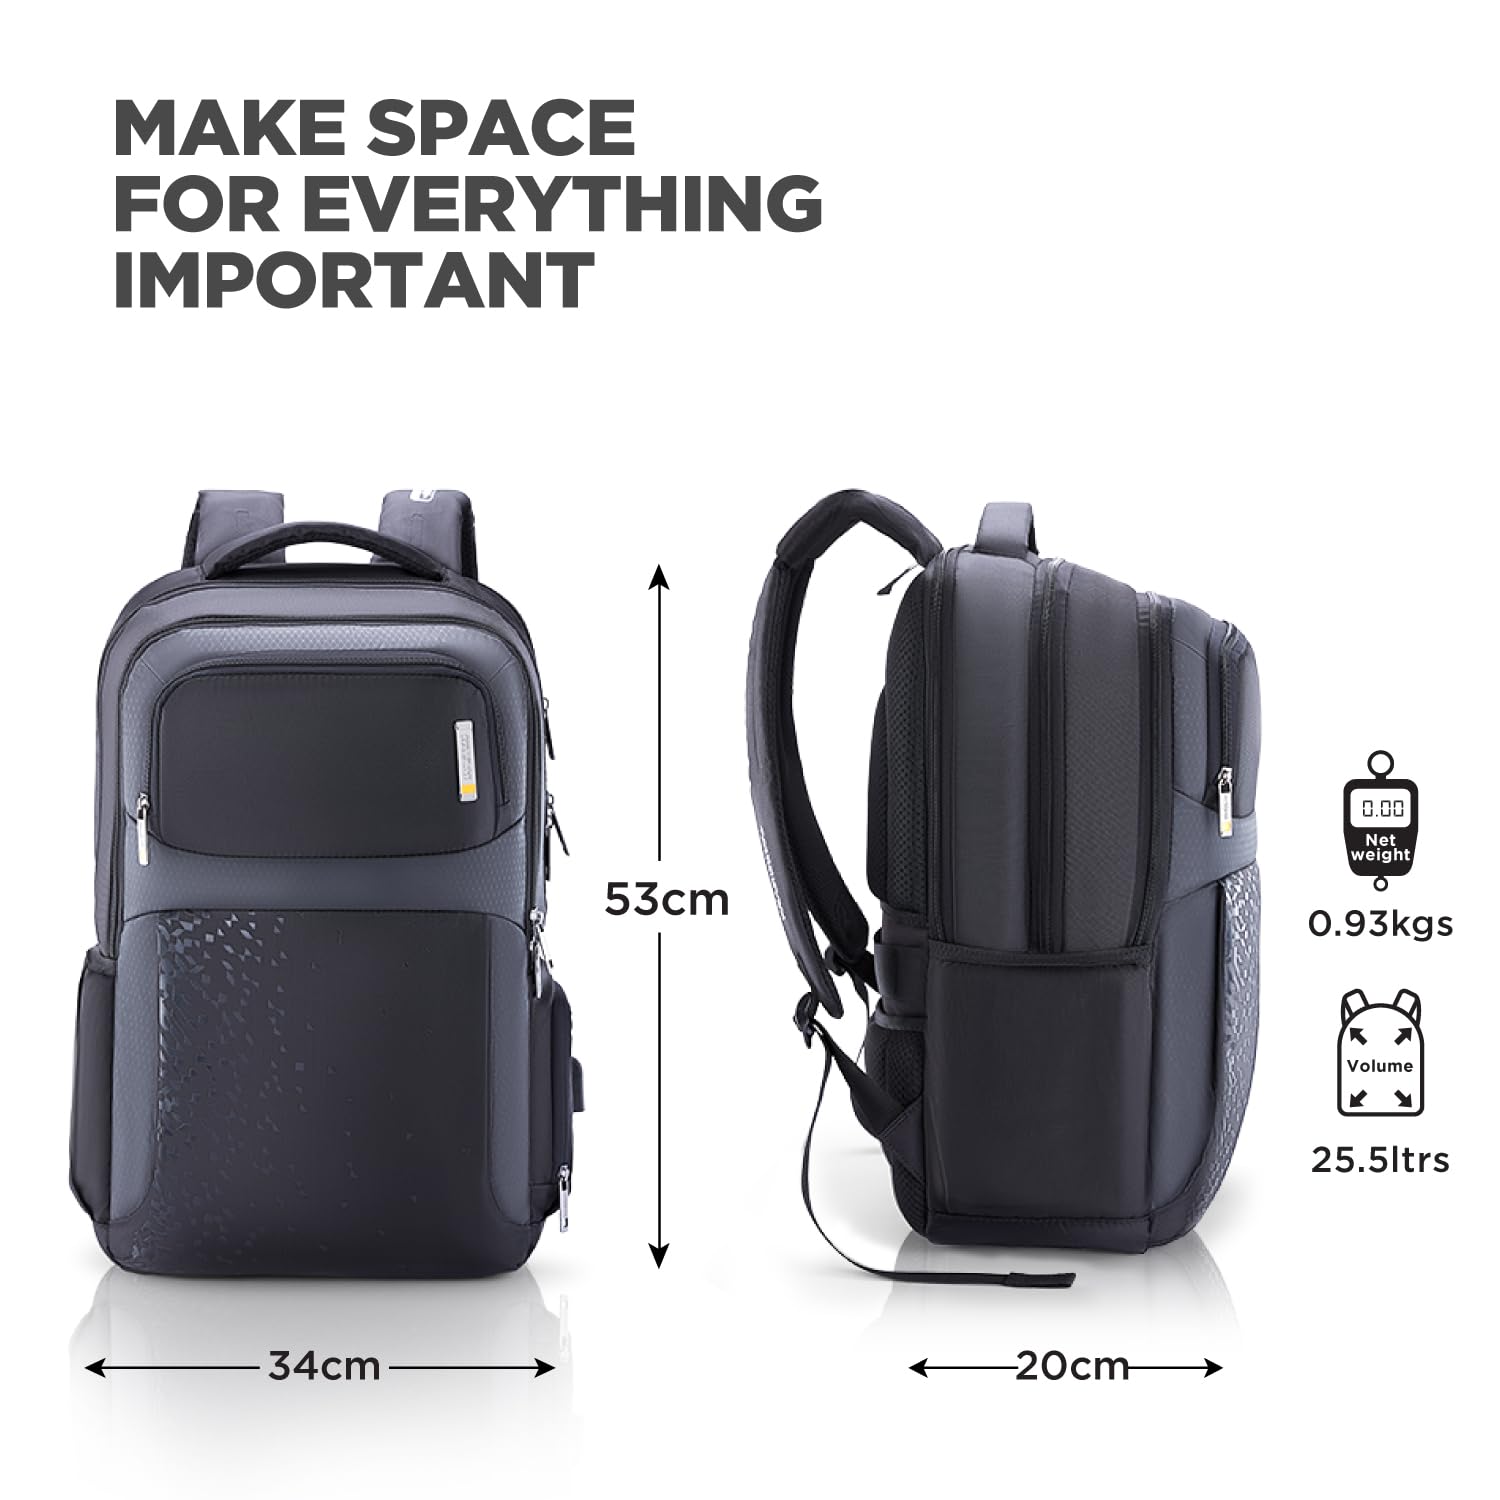 MAKE SPACE
FOR EVERYTHING
IMPORTANT
53cm
0.00
Net
weight
0.93kgs
Volume
25.5ltrs
34cm
20cm